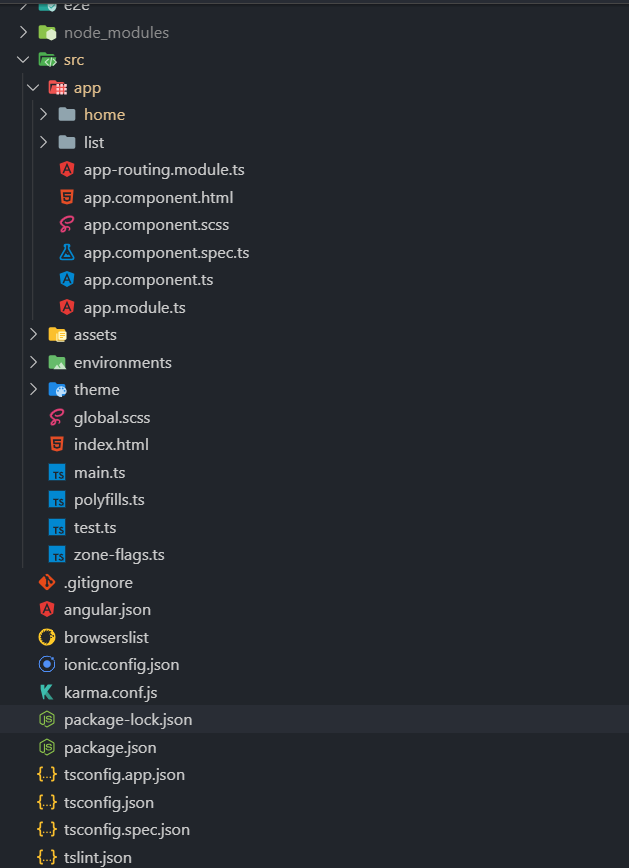 e2e
node_modules
src
app
home
list
app-routing.module.ts
app.component.html
app.component.scss
app.component.spec.ts
app.component.ts
app.module.ts
assets
environments
theme
global.scss
index.html
main.ts
polyfills.ts
test.ts
zone-flags.ts
.gitignore
angular.json
browserslist
ionic.config.json
karma.conf.js
package-lock.json
package.json
tsconfig.app.json
tsconfig.json
tsconfig.spec.json
tslint.json